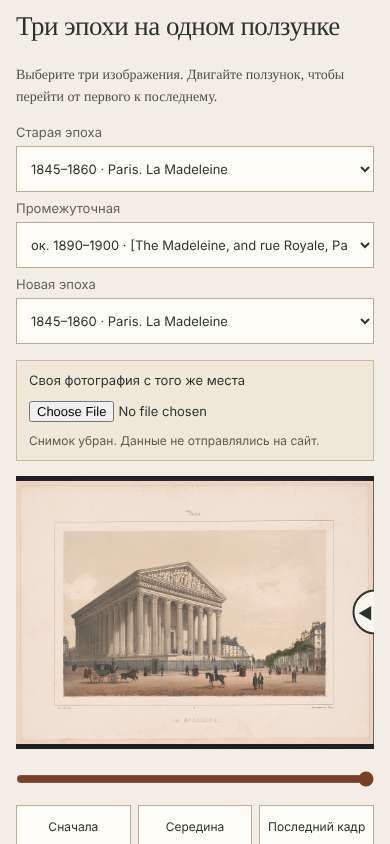 Три эпохи на одном ползунке
Выберите три изображения. Двигайте ползунок, чтобы
перейти от первого к последнему.
Старая эпоха
1845–1860 · Paris. La Madeleine
Промежуточная
ок. 1890–1900 · [The Madeleine, and rue Royale, Pa
Новая эпоха
1845–1860 · Paris. La Madeleine
Своя фотография с того же места
Choose File No file chosen
Снимок убран. Данные не отправлялись на сайт.
LA MADELEINE.
Сначала
Середина
Последний кадр